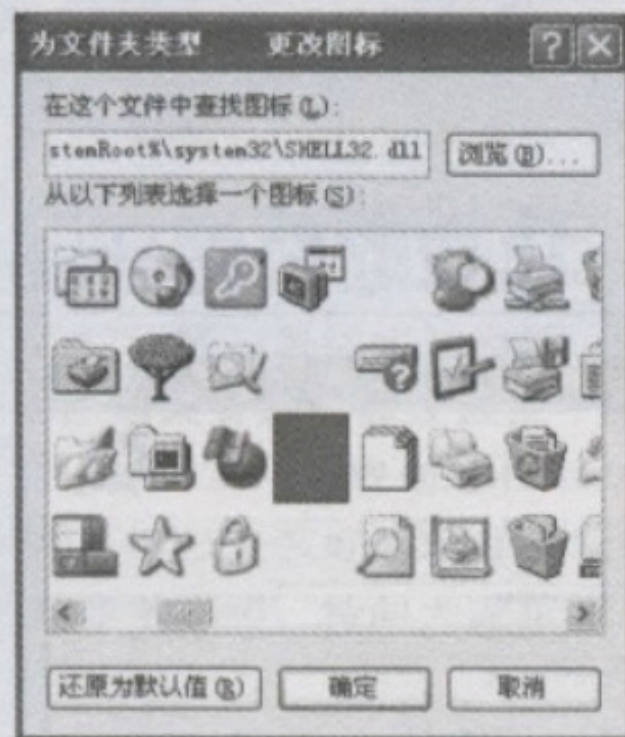 为文件夹类型 更改图标
在这个文件中查找图标(L):
stemRoot%\system32\SHELL32.dll
浏览(B)...
从以下列表选择一个图标(S):
还原为默认值(R)
确定
取消